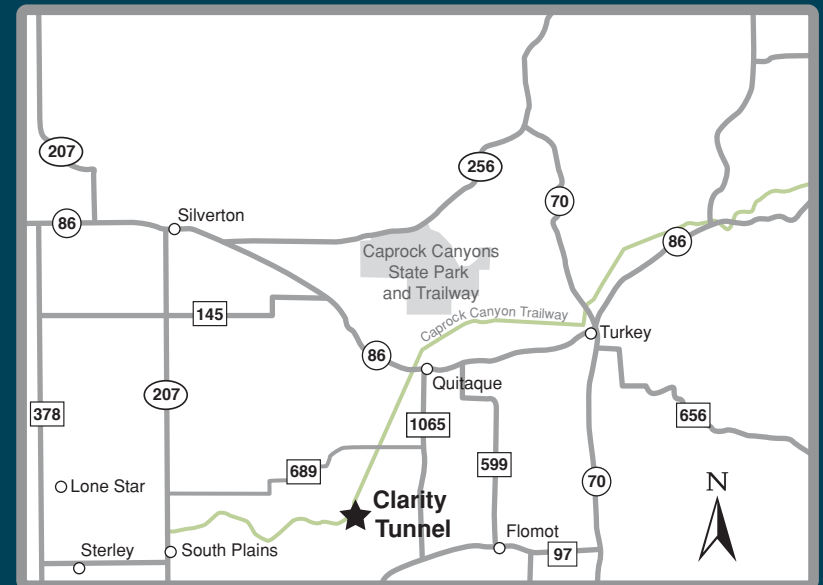 207
256
70
86
Silverton
86
Caprock Canyons
State Park
and Trailway
145
Caprock Canyon Trailway
Turkey
86
Quitaque
207
378
1065
656
689
599
70
Lone Star
Clarity
Tunnel
N
Sterley
South Plains
Flomot
97